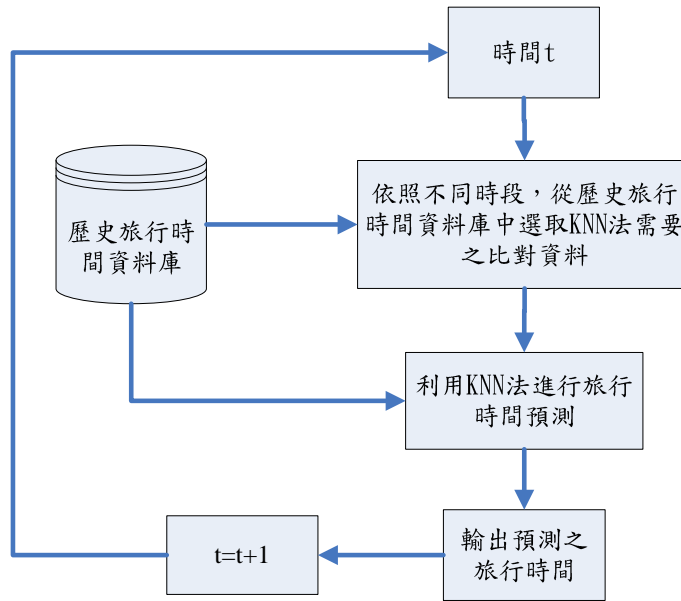 時間t
依照不同時段，從歷史旅行
時間資料庫中選取KNN法需要
之比對資料
歷史旅行時
間資料庫
利用KNN法進行旅行
時間預測
輸出預測之
旅行時間
t=t+1